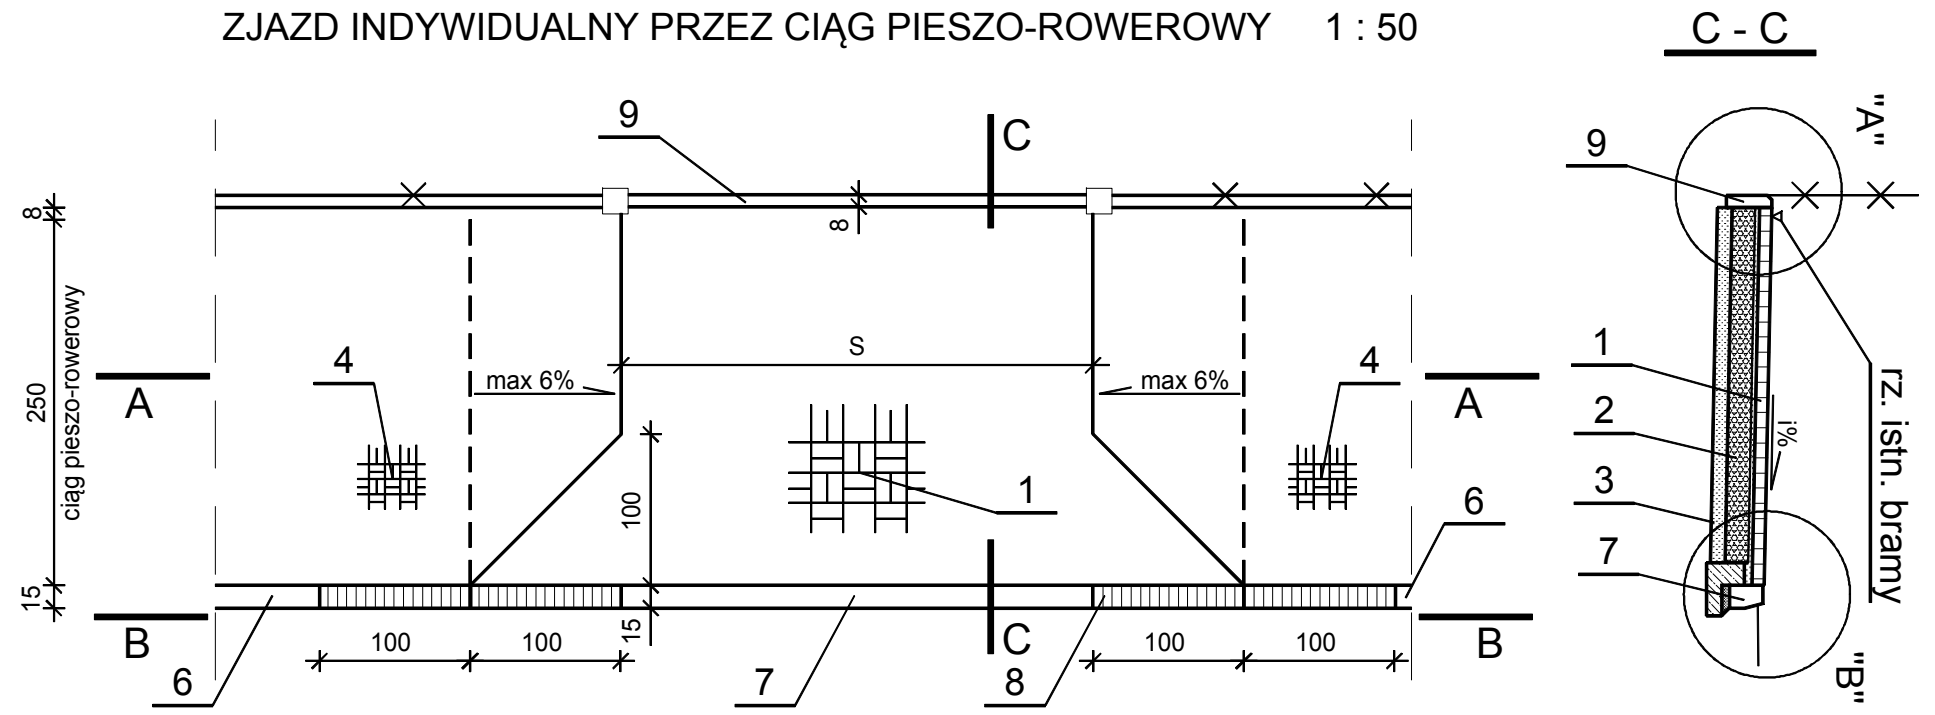 ZJAZD INDYWIDUALNY PRZEZ CIĄG PIESZO-ROWEROWY 1 : 50
C - C
9
C
"A"
9
8
8
250
ciąg pieszo-rowerowy
15
A
4
max 6%
S
max 6%
4
A
1
2
3
7
i%
rz. istn. bramy
100
1
6
B
100
100
15
C
100
100
B
6
7
8
"B"